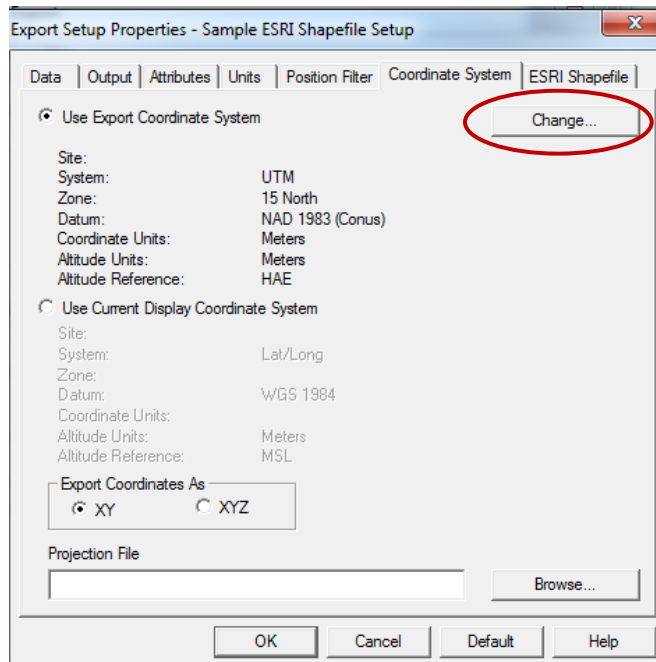 Export Setup Properties - Sample ESRI Shapefile Setup
Data Output Attributes Units Position Filter Coordinate System ESRI Shapefile
Use Export Coordinate System Change...
Site:
System: UTM
Zone: 15 North
Datum: NAD 1983 (Conus)
Coordinate Units: Meters
Altitude Units: Meters
Altitude Reference: HAE
Use Current Display Coordinate System
Site:
System: Lat/Long
Zone:
Datum: WGS 1984
Coordinate Units:
Altitude Units: Meters
Altitude Reference: MSL
Export Coordinates As
XY XYZ
Projection File
Browse...
OK Cancel Default Help